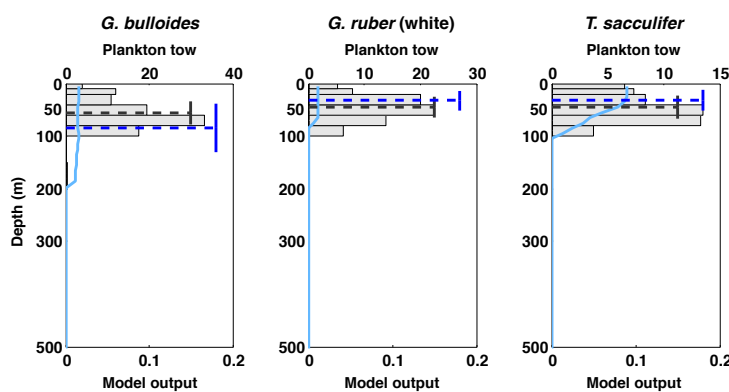 G. bulloides
G. ruber (white)
T. sacculifer
Plankton tow
Plankton tow
Plankton tow
0 20 40
0 10 20 30
0 5 10 15
0
50
100
200
300
500
0
50
100
200
300
500
0
50
100
200
300
500
Depth (m)
0 0.1 0.2
0 0.1 0.2
0 0.1 0.2
Model output
Model output
Model output